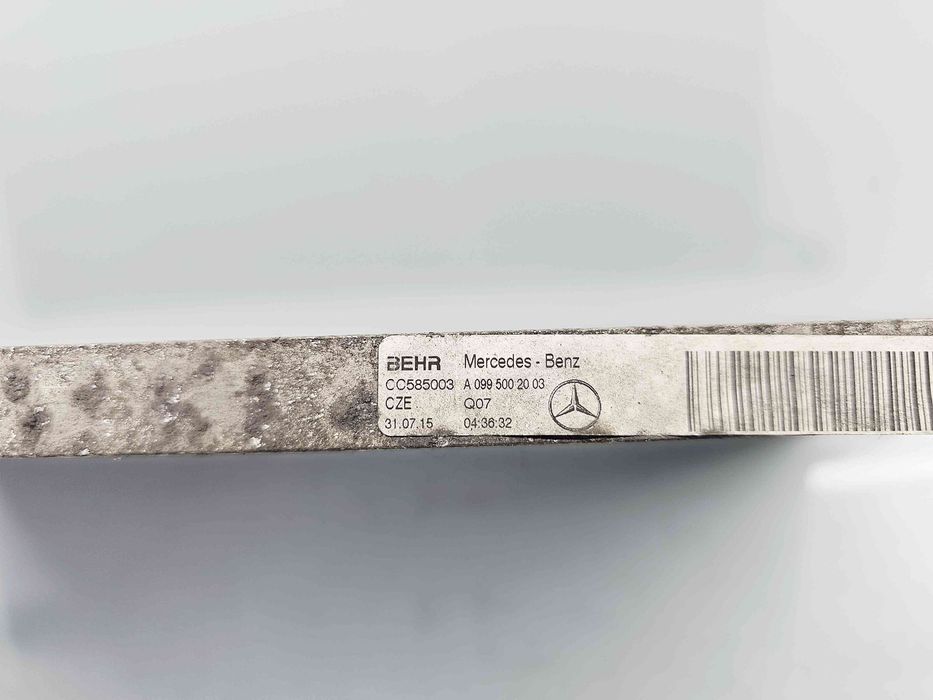 BEHR Mercedes - Benz
CC585003 A 099 500 20 03
CZE Q07
31.07.15 04:36:32